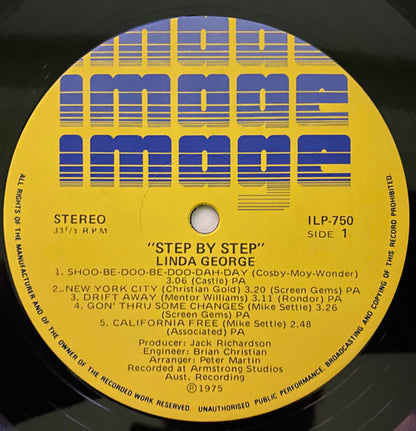 image
image
image
STEREO
33⅓ RPM
ILP-750
SIDE 1
"STEP BY STEP"
LINDA GEORGE
1. SHOO-BE-DOO-BE-DOO-DAH-DAY (Cosby-Moy-Wonder)
3.06 (Castle) PA
2. NEW YORK CITY (Christian Gold) 3.20 (Screen Gems) PA
3. DRIFT AWAY (Mentor Williams) 3.11 (Rondor) PA
4. GON' THRU SOME CHANGES (Mike Settle) 3.26
(Screen Gems) PA
5. CALIFORNIA FREE (Mike Settle) 2.48
(Associated) PA
Producer: Jack Richardson
Engineer: Brian Christian
Arranger: Peter Martin
Recorded at Armstrong Studios
Aust. Recording
℗1975
ALL RIGHTS OF THE MANUFACTURER AND OF THE OWNER OF THE RECORDED WORK RESERVED. UNAUTHORISED PUBLIC PERFORMANCE, BROADCASTING AND COPYING OF THIS RECORD PROHIBITED.